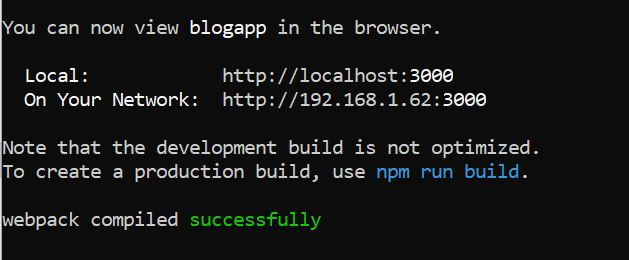 You can now view blogapp in the browser.
Local: http://localhost:3000
On Your Network: http://192.168.1.62:3000
Note that the development build is not optimized.
To create a production build, use npm run build.
webpack compiled successfully